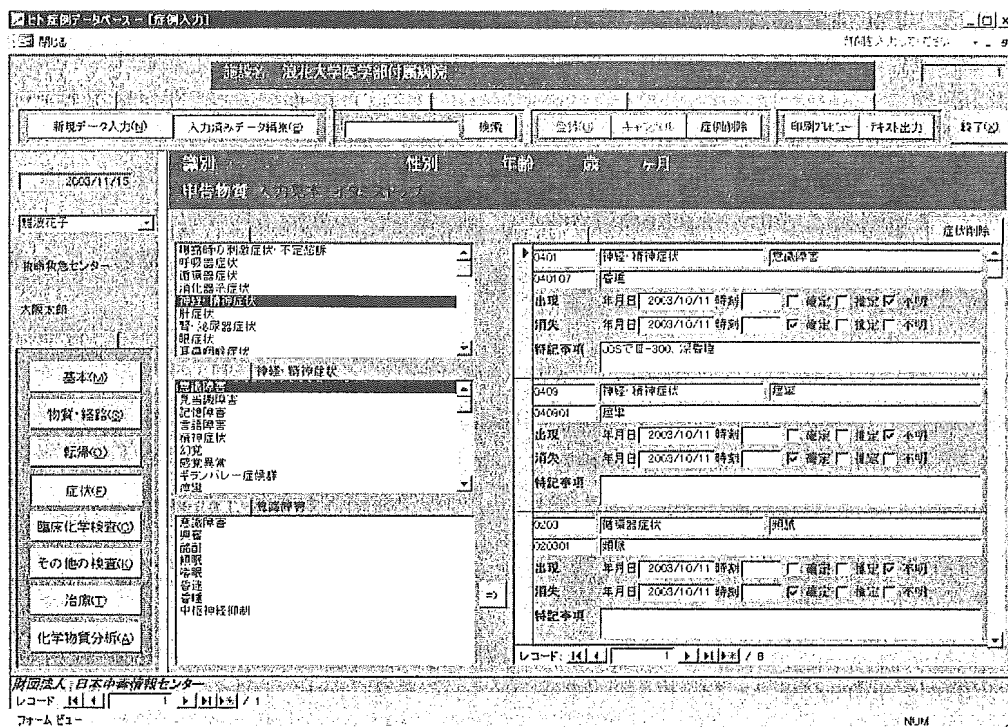 ヒト症例データベース - [症例入力]
閉じる
施設名 浪花大学医学部付属病院
1
新規データ入力(N) 入力済みデータ編集(E) 検索 登録(U) キャンセル 症例削除 印刷プレビュー テキスト出力 終了(X)
識別 性別 年齢 歳 ヶ月
申告物質
2003/11/15
難波花子
救命救急センター
大阪太郎
基本(M)
物質・経路(S)
転帰(O)
症状(F)
臨床化学検査(C)
その他の検査(K)
治療(T)
化学物質分析(A)
呼吸器症状
循環器症状
消化器系症状
神経・精神症状
肝症状
腎・泌尿器症状
眼症状
耳鼻咽喉症状
神経・精神症状
意識障害
見当識障害
記憶障害
言語障害
精神症状
幻覚
感覚異常
ギランバレー症候群
痙攣
意識障害
意識障害
興奮
傾眠
昏迷
昏睡
中枢神経抑制
=>
症状削除
0401 神経・精神症状 意識障害
040107 昏睡
出現 年月日 2003/10/11 時刻 確定 推定 不明
消失 年月日 2003/10/11 時刻 確定 推定 不明
特記事項 JCSでⅢ-300、深昏睡
0409 神経・精神症状 痙攣
040901 痙攣
出現 年月日 2003/10/11 時刻 確定 推定 不明
消失 年月日 2003/10/11 時刻 確定 推定 不明
特記事項
0203 循環器症状 頻脈
020301 頻脈
出現 年月日 2003/10/11 時刻 確定 推定 不明
消失 年月日 2003/10/11 時刻 確定 推定 不明
特記事項
レコード: 1 / 8
財団法人 日本中毒情報センター
レコード: 1 / 1
フォーム ビュー NUM